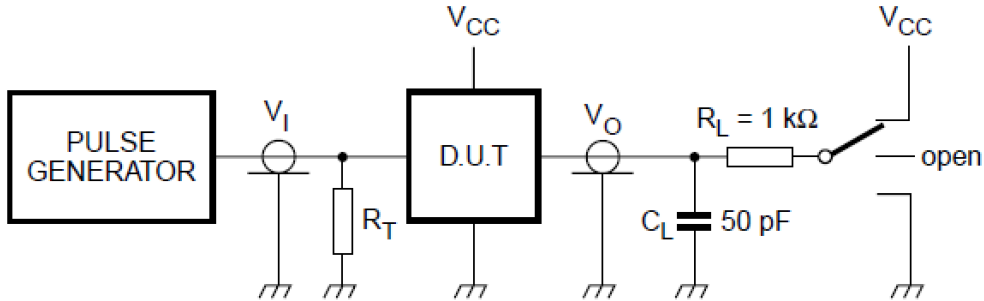 PULSE
GENERATOR
VI
RT
VCC
D.U.T
VO
CL
50 pF
RL = 1 kΩ
VCC
open